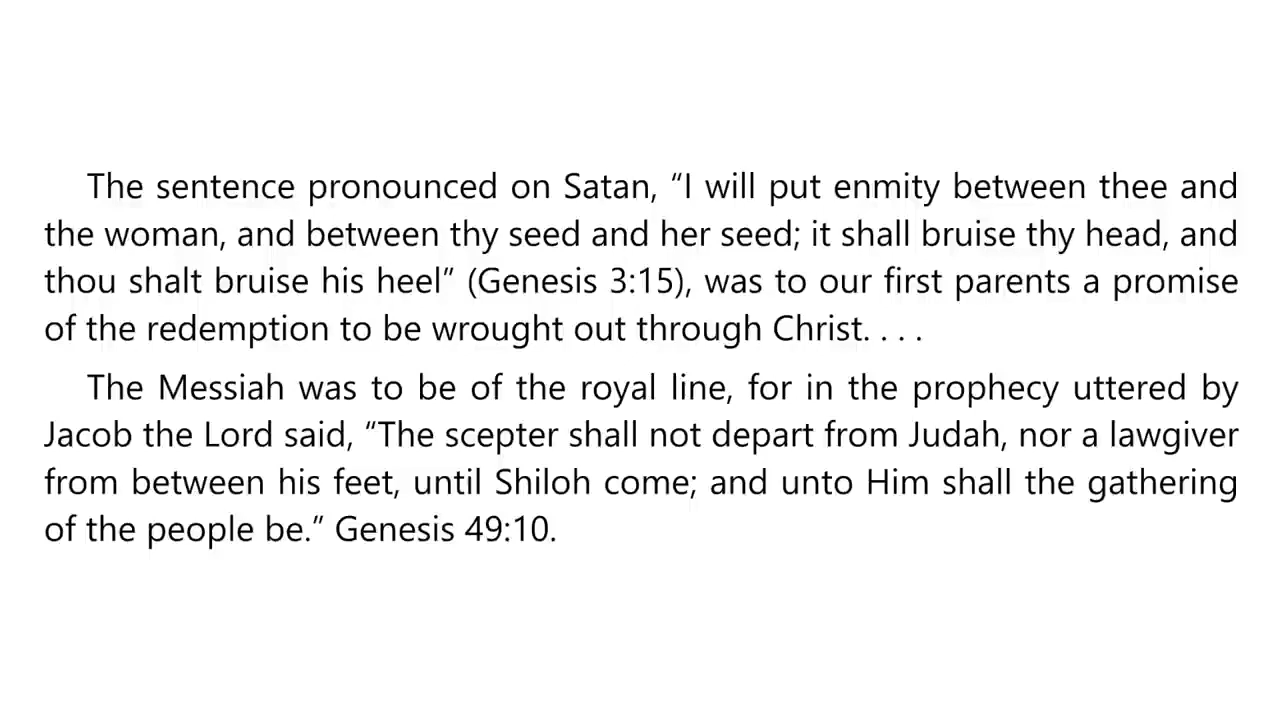 The sentence pronounced on Satan, “I will put enmity between thee and
the woman, and between thy seed and her seed; it shall bruise thy head, and
thou shalt bruise his heel” (Genesis 3:15), was to our first parents a promise
of the redemption to be wrought out through Christ. . . .
The Messiah was to be of the royal line, for in the prophecy uttered by
Jacob the Lord said, “The scepter shall not depart from Judah, nor a lawgiver
from between his feet, until Shiloh come; and unto Him shall the gathering
of the people be.” Genesis 49:10.